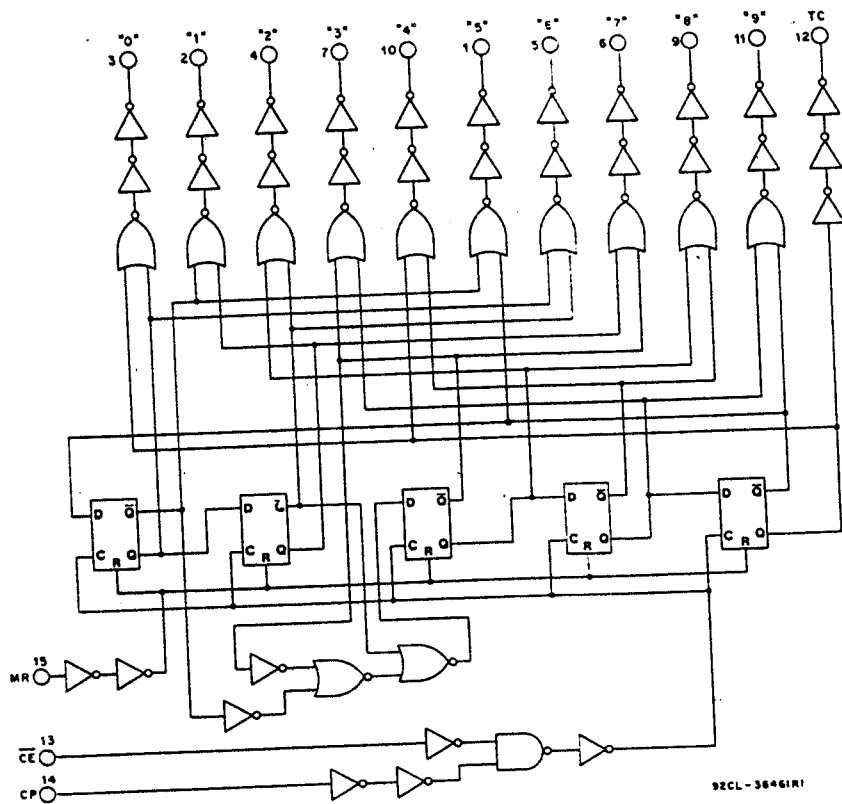 "0" "1" "2" "3" "4" "5" "6" "7" "8" "9" TC
3 2 4 7 10 1 5 6 9 11 12
D Q̅ D Q̅ D Q̅ D Q̅ D Q̅
C R Q C R Q C R Q C R Q C R Q
15
MR
13
C̅E̅
14
CP
92CL-36461R1